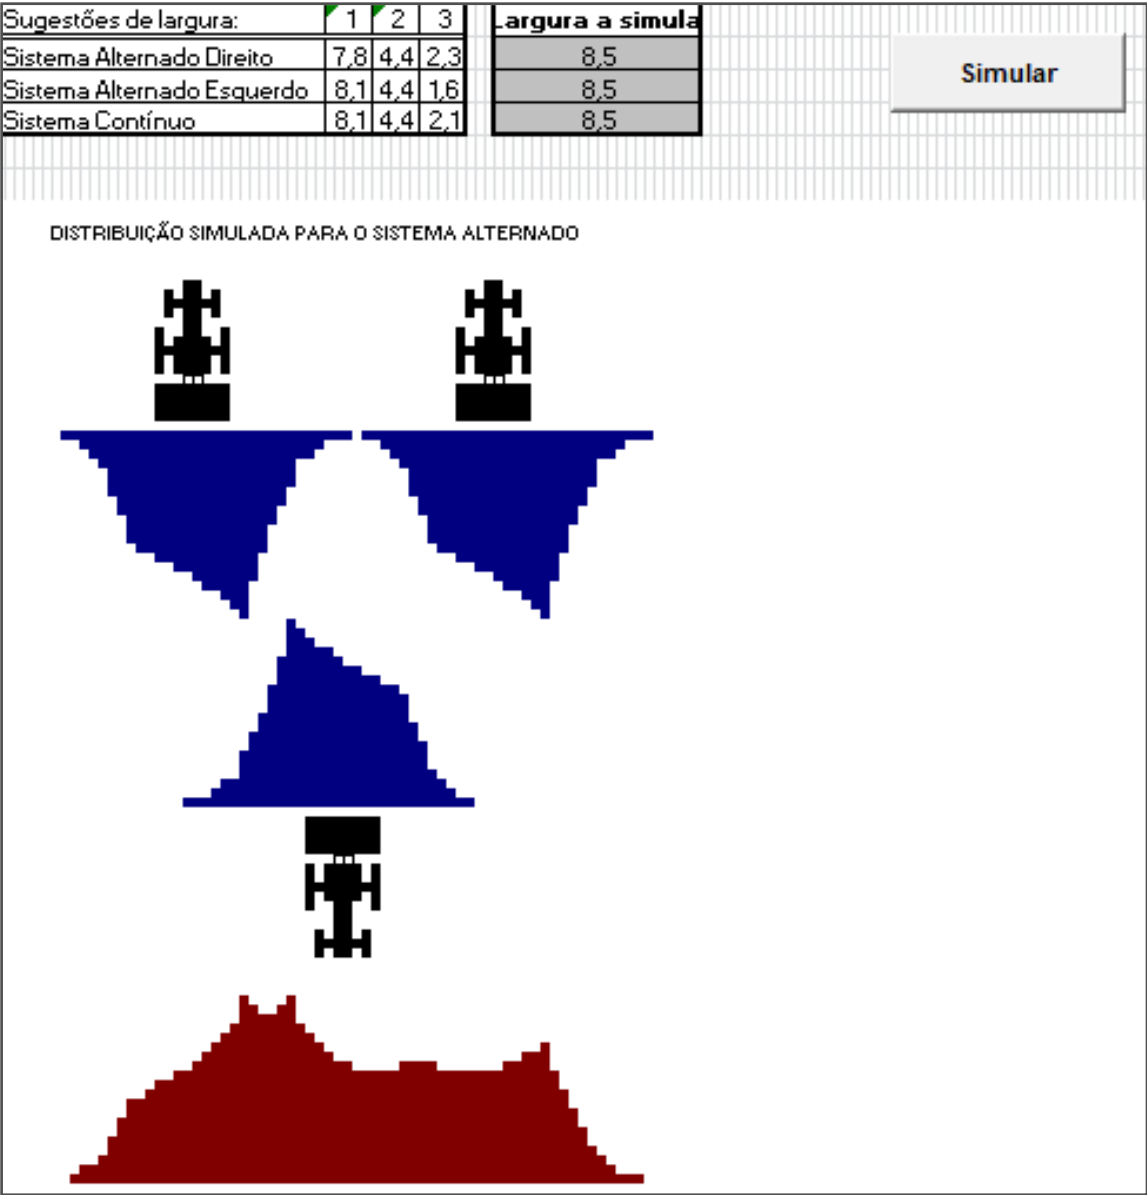 Sugestões de largura: 1 2 3 Largura a simula
Sistema Alternado Direito 7,8 4,4 2,3 8,5
Sistema Alternado Esquerdo 8,1 4,4 1,6 8,5
Sistema Contínuo 8,1 4,4 2,1 8,5
Simular
DISTRIBUIÇÃO SIMULADA PARA O SISTEMA ALTERNADO